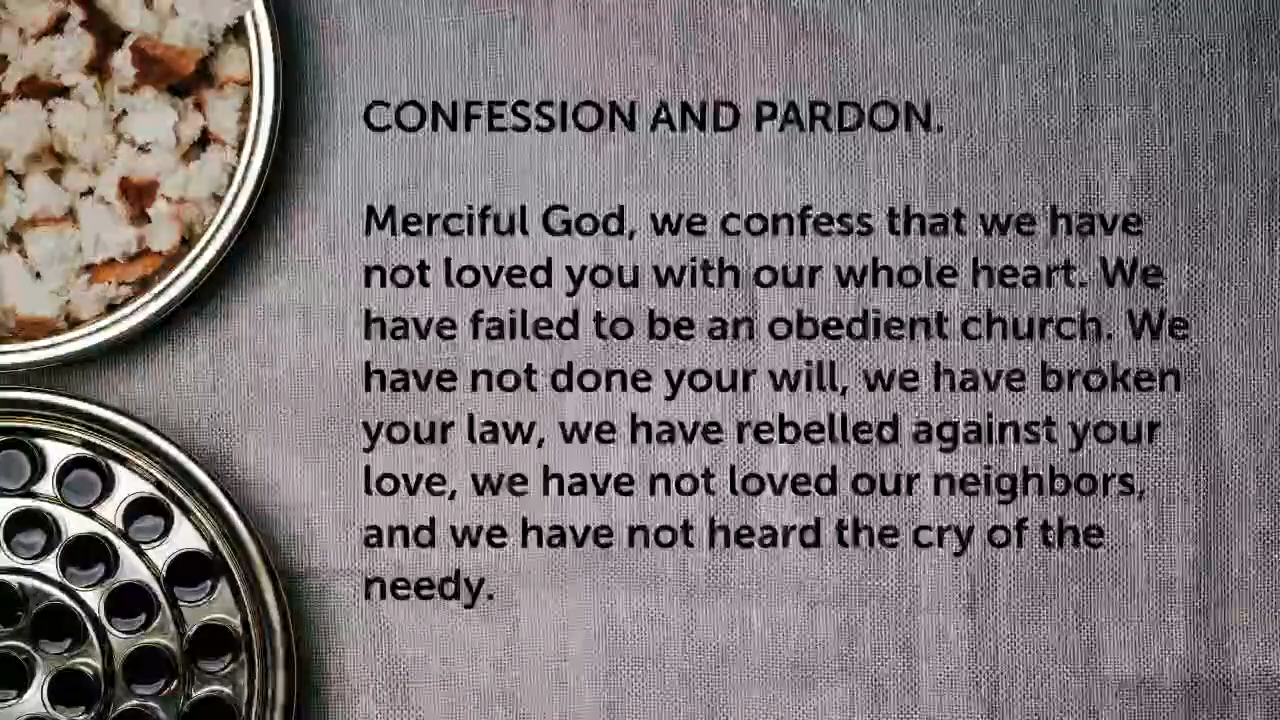 CONFESSION AND PARDON.
Merciful God, we confess that we have
not loved you with our whole heart. We
have failed to be an obedient church. We
have not done your will, we have broken
your law, we have rebelled against your
love, we have not loved our neighbors,
and we have not heard the cry of the
needy.